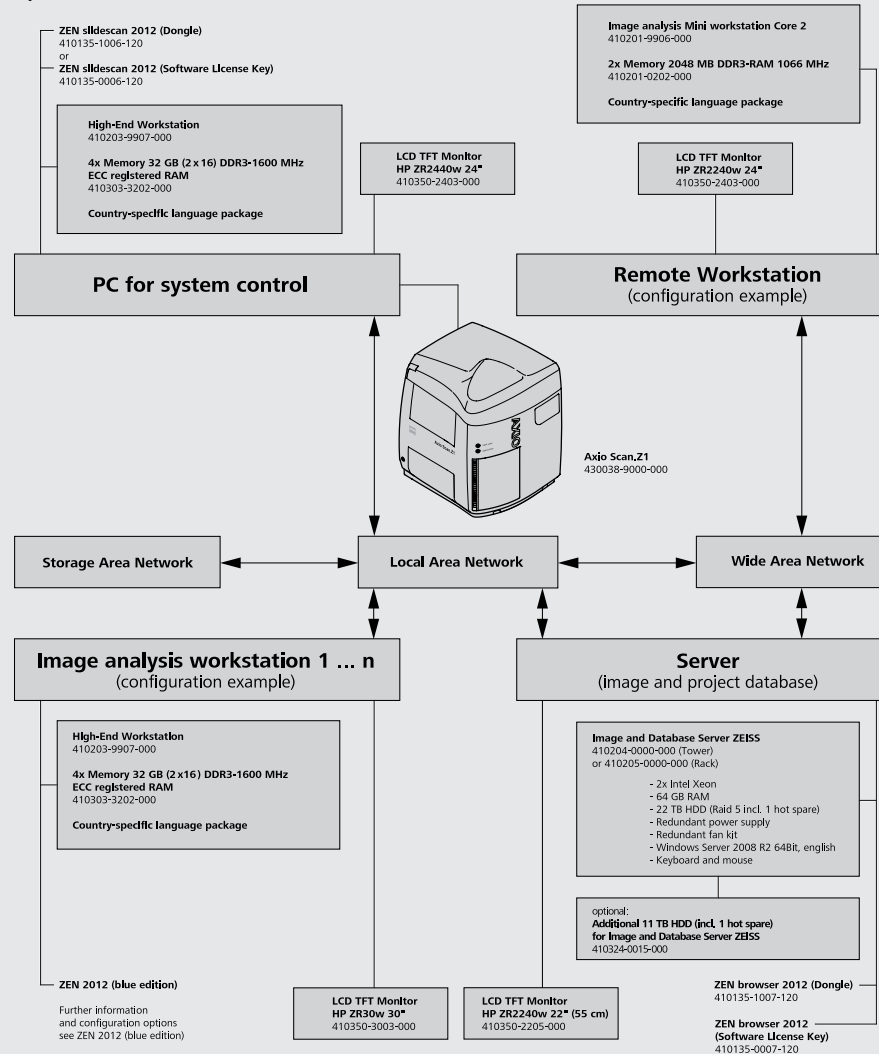 ZEN slidescan 2012 (Dongle)
410135-1006-120
or
ZEN slidescan 2012 (Software License Key)
410135-0006-120
High-End Workstation
410203-9907-000
4x Memory 32 GB (2 x 16) DDR3-1600 MHz
ECC registered RAM
410303-3202-000
Country-specific language package
LCD TFT Monitor
HP ZR2440w 24"
410350-2403-000
Image analysis Mini workstation Core 2
410201-9906-000
2x Memory 2048 MB DDR3-RAM 1066 MHz
410201-0202-000
Country-specific language package
LCD TFT Monitor
HP ZR2240w 24"
410350-2403-000
PC for system control
Remote Workstation
(configuration example)
AXIO
Axio Scan.Z1
Axio Scan.Z1
430038-9000-000
Storage Area Network
Local Area Network
Wide Area Network
Image analysis workstation 1 ... n
(configuration example)
Server
(image and project database)
High-End Workstation
410203-9907-000
4x Memory 32 GB (2 x16) DDR3-1600 MHz
ECC registered RAM
410303-3202-000
Country-specific language package
Image and Database Server ZEISS
410204-0000-000 (Tower)
or 410205-0000-000 (Rack)
- 2x Intel Xeon
- 64 GB RAM
- 22 TB HDD (Raid 5 incl. 1 hot spare)
- Redundant power supply
- Redundant fan kit
- Windows Server 2008 R2 64Bit, english
- Keyboard and mouse
optional:
Additional 11 TB HDD (incl. 1 hot spare)
for Image and Database Server ZEISS
410324-0015-000
ZEN 2012 (blue edition)
Further information
and configuration options
see ZEN 2012 (blue edition)
LCD TFT Monitor
HP ZR30w 30"
410350-3003-000
LCD TFT Monitor
HP ZR2240w 22" (55 cm)
410350-2205-000
ZEN browser 2012 (Dongle)
410135-1007-120
ZEN browser 2012
(Software License Key)
410135-0007-120